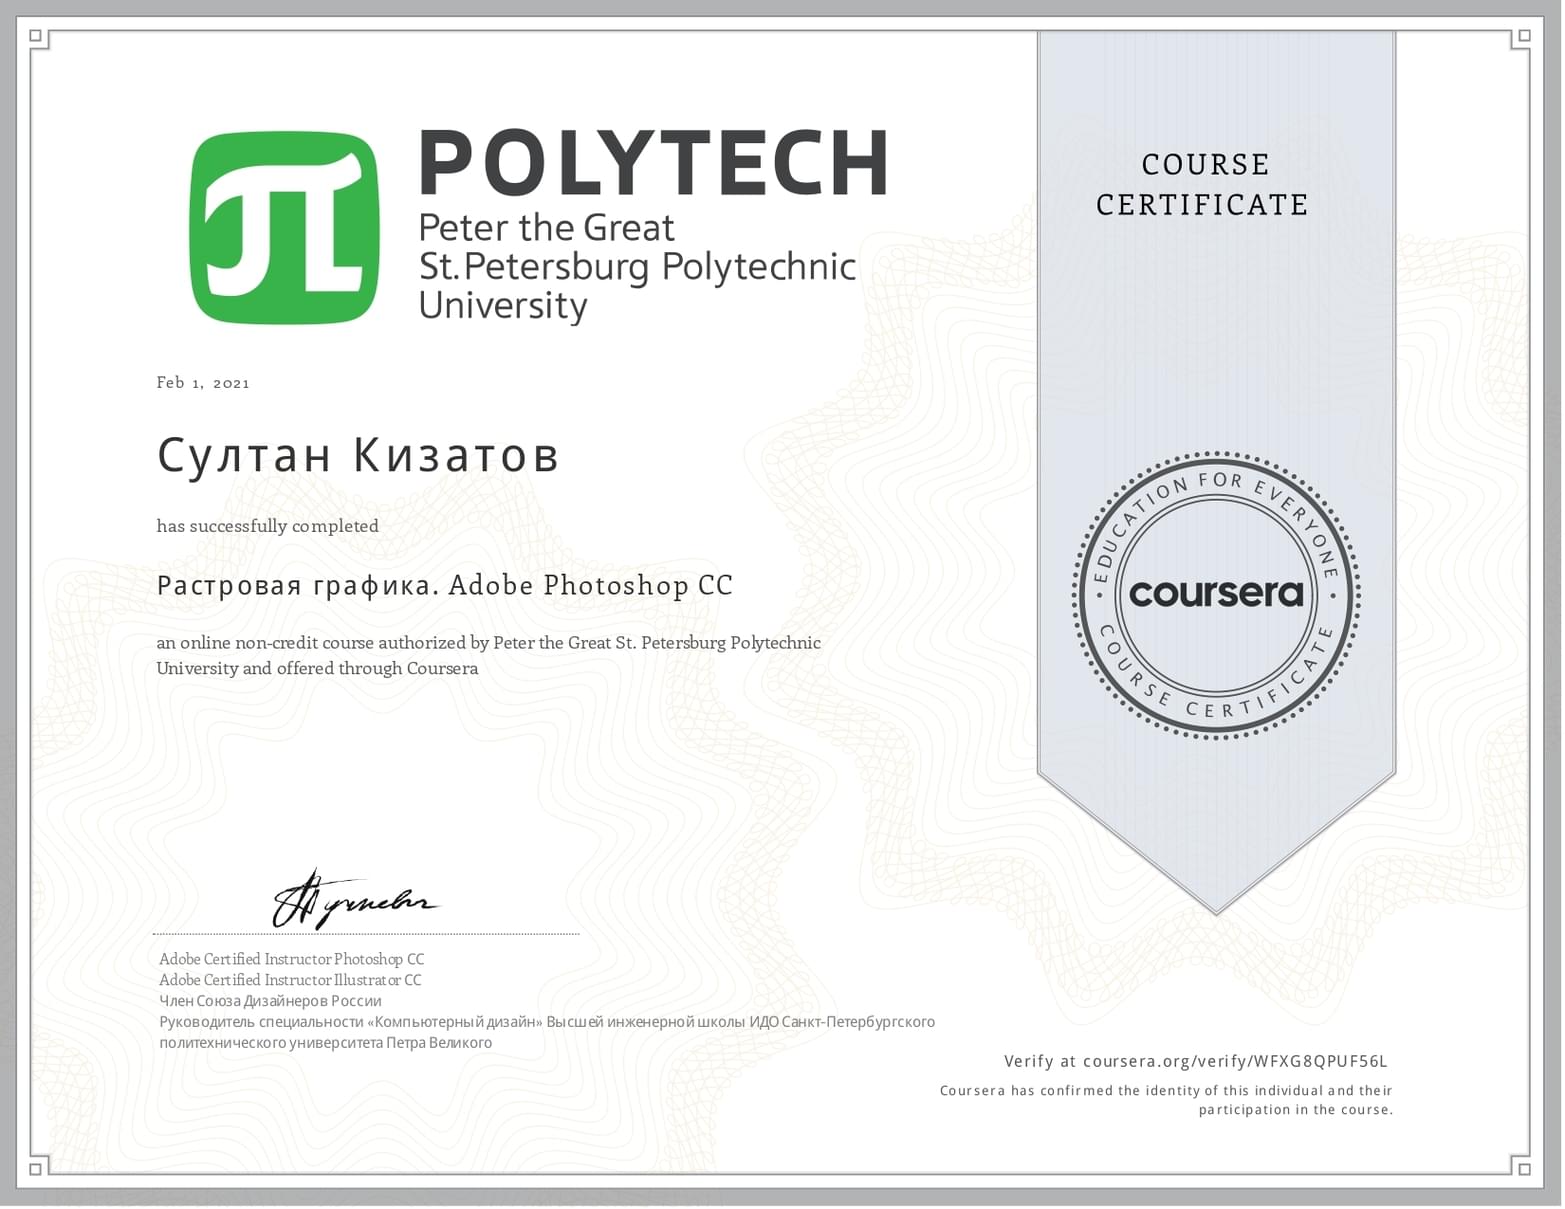 POLYTECH
Peter the Great
St. Petersburg Polytechnic
University
COURSE
CERTIFICATE
Feb 1, 2021
Султан Кизатов
has successfully completed
Растровая графика. Adobe Photoshop CC
an online non-credit course authorized by Peter the Great St. Petersburg Polytechnic
University and offered through Coursera
• EDUCATION FOR EVERYONE •
coursera
COURSE CERTIFICATE
Adobe Certified Instructor Photoshop CC
Adobe Certified Instructor Illustrator CC
Член Союза Дизайнеров России
Руководитель специальности «Компьютерный дизайн» Высшей инженерной школы ИДО Санкт-Петербургского
политехнического университета Петра Великого
Verify at coursera.org/verify/WFXG8QPUF56L
Coursera has confirmed the identity of this individual and their
participation in the course.